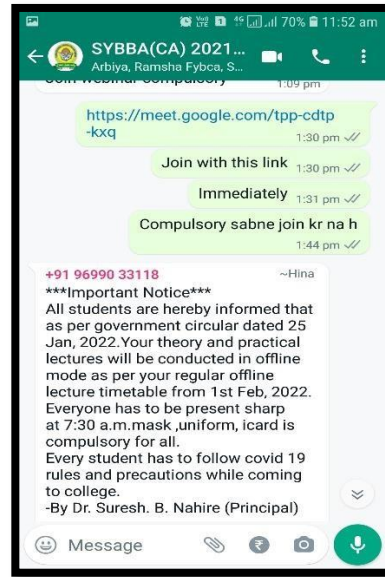 70% 11:52 am
SYBBA(CA) 2021...
Arbiya, Ramsha Fybca, S...
Join webinar compulsory
1:09 pm
https://meet.google.com/tpp-cdtp
-kxq
1:30 pm
Join with this link 1:30 pm
Immediately 1:31 pm
Compulsory sabne join kr na h
1:44 pm
+91 96990 33118 ~Hina
***Important Notice***
All students are hereby informed that
as per government circular dated 25
Jan, 2022.Your theory and practical
lectures will be conducted in offline
mode as per your regular offline
lecture timetable from 1st Feb, 2022.
Everyone has to be present sharp
at 7:30 a.m.mask ,uniform, icard is
compulsory for all.
Every student has to follow covid 19
rules and precautions while coming
to college.
-By Dr. Suresh. B. Nahire (Principal)
Message